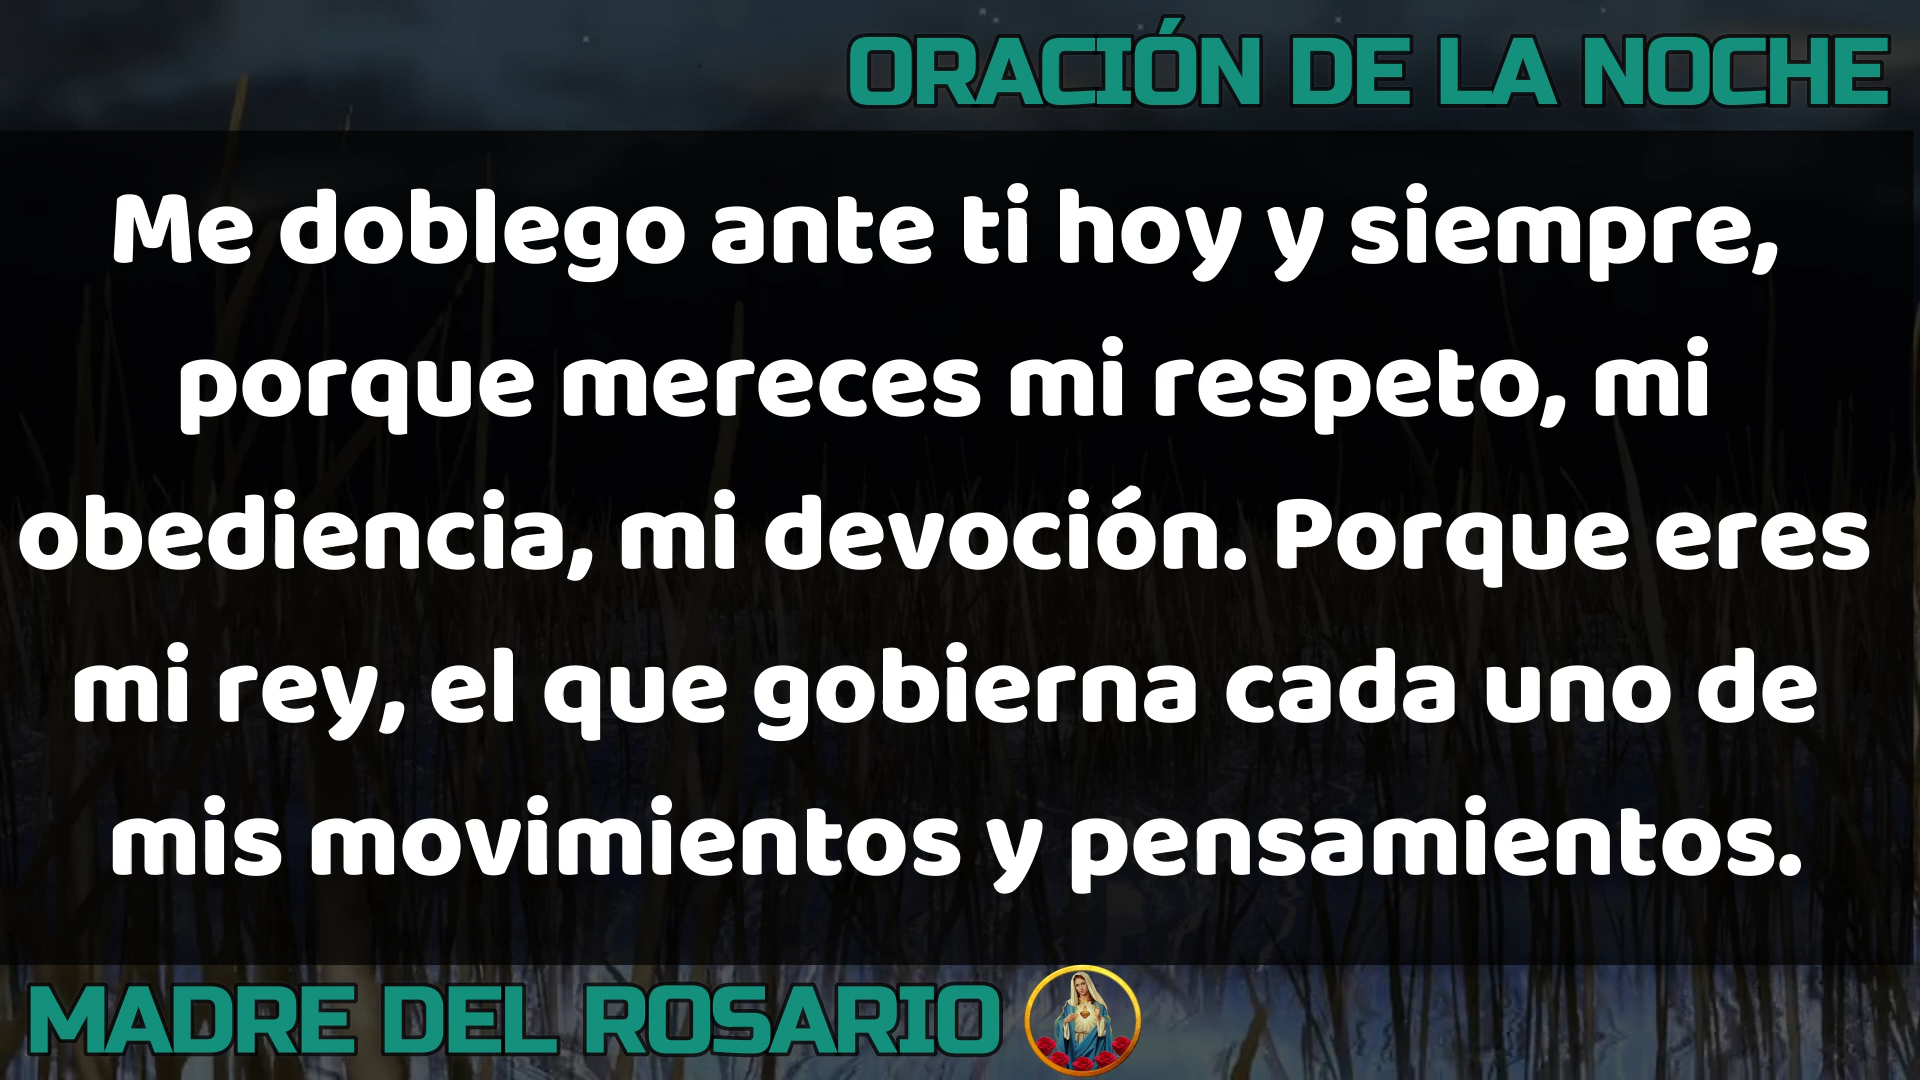 ORACIÓN DE LA NOCHE
Me doblego ante ti hoy y siempre,
porque mereces mi respeto, mi
obediencia, mi devoción. Porque eres
mi rey, el que gobierna cada uno de
mis movimientos y pensamientos.
MADRE DEL ROSARIO